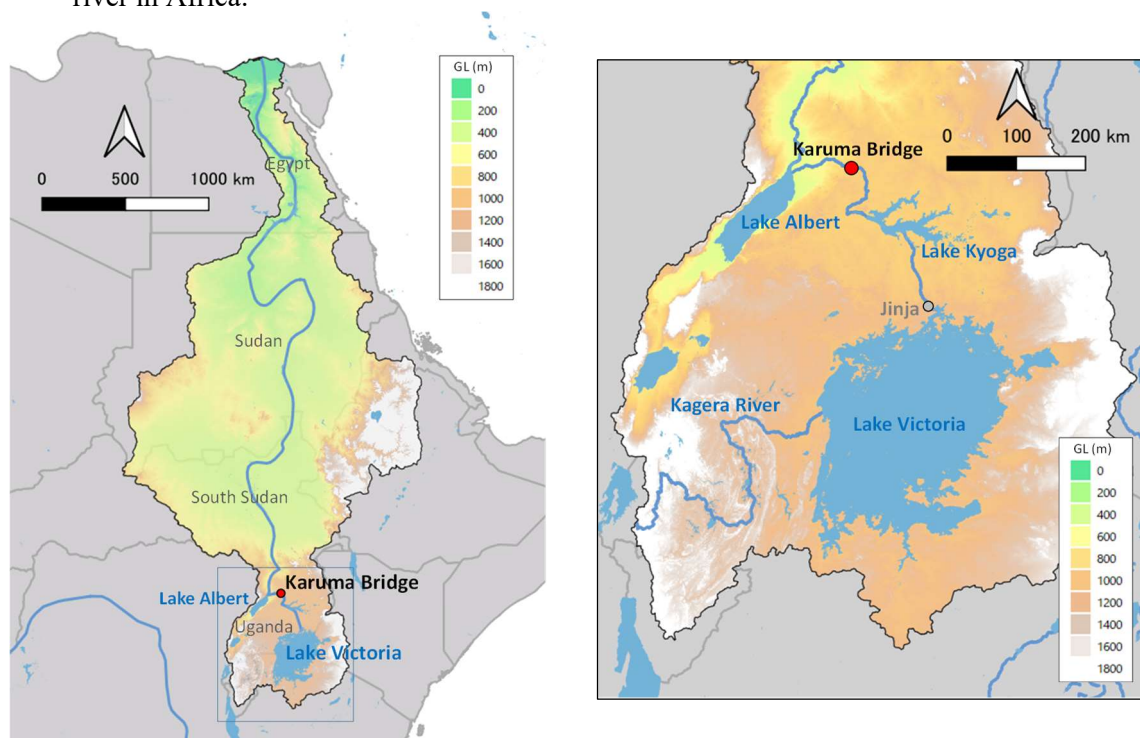 river in Africa.
GL (m)
0
200
400
600
800
1000
1200
1400
1600
1800
0 500 1000 km
Egypt
Sudan
South Sudan
Karuma Bridge
Lake Albert
Uganda
Lake Victoria
0 100 200 km
Karuma Bridge
Lake Albert
Lake Kyoga
Jinja
Kagera River
Lake Victoria
GL (m)
0
200
400
600
800
1000
1200
1400
1600
1800